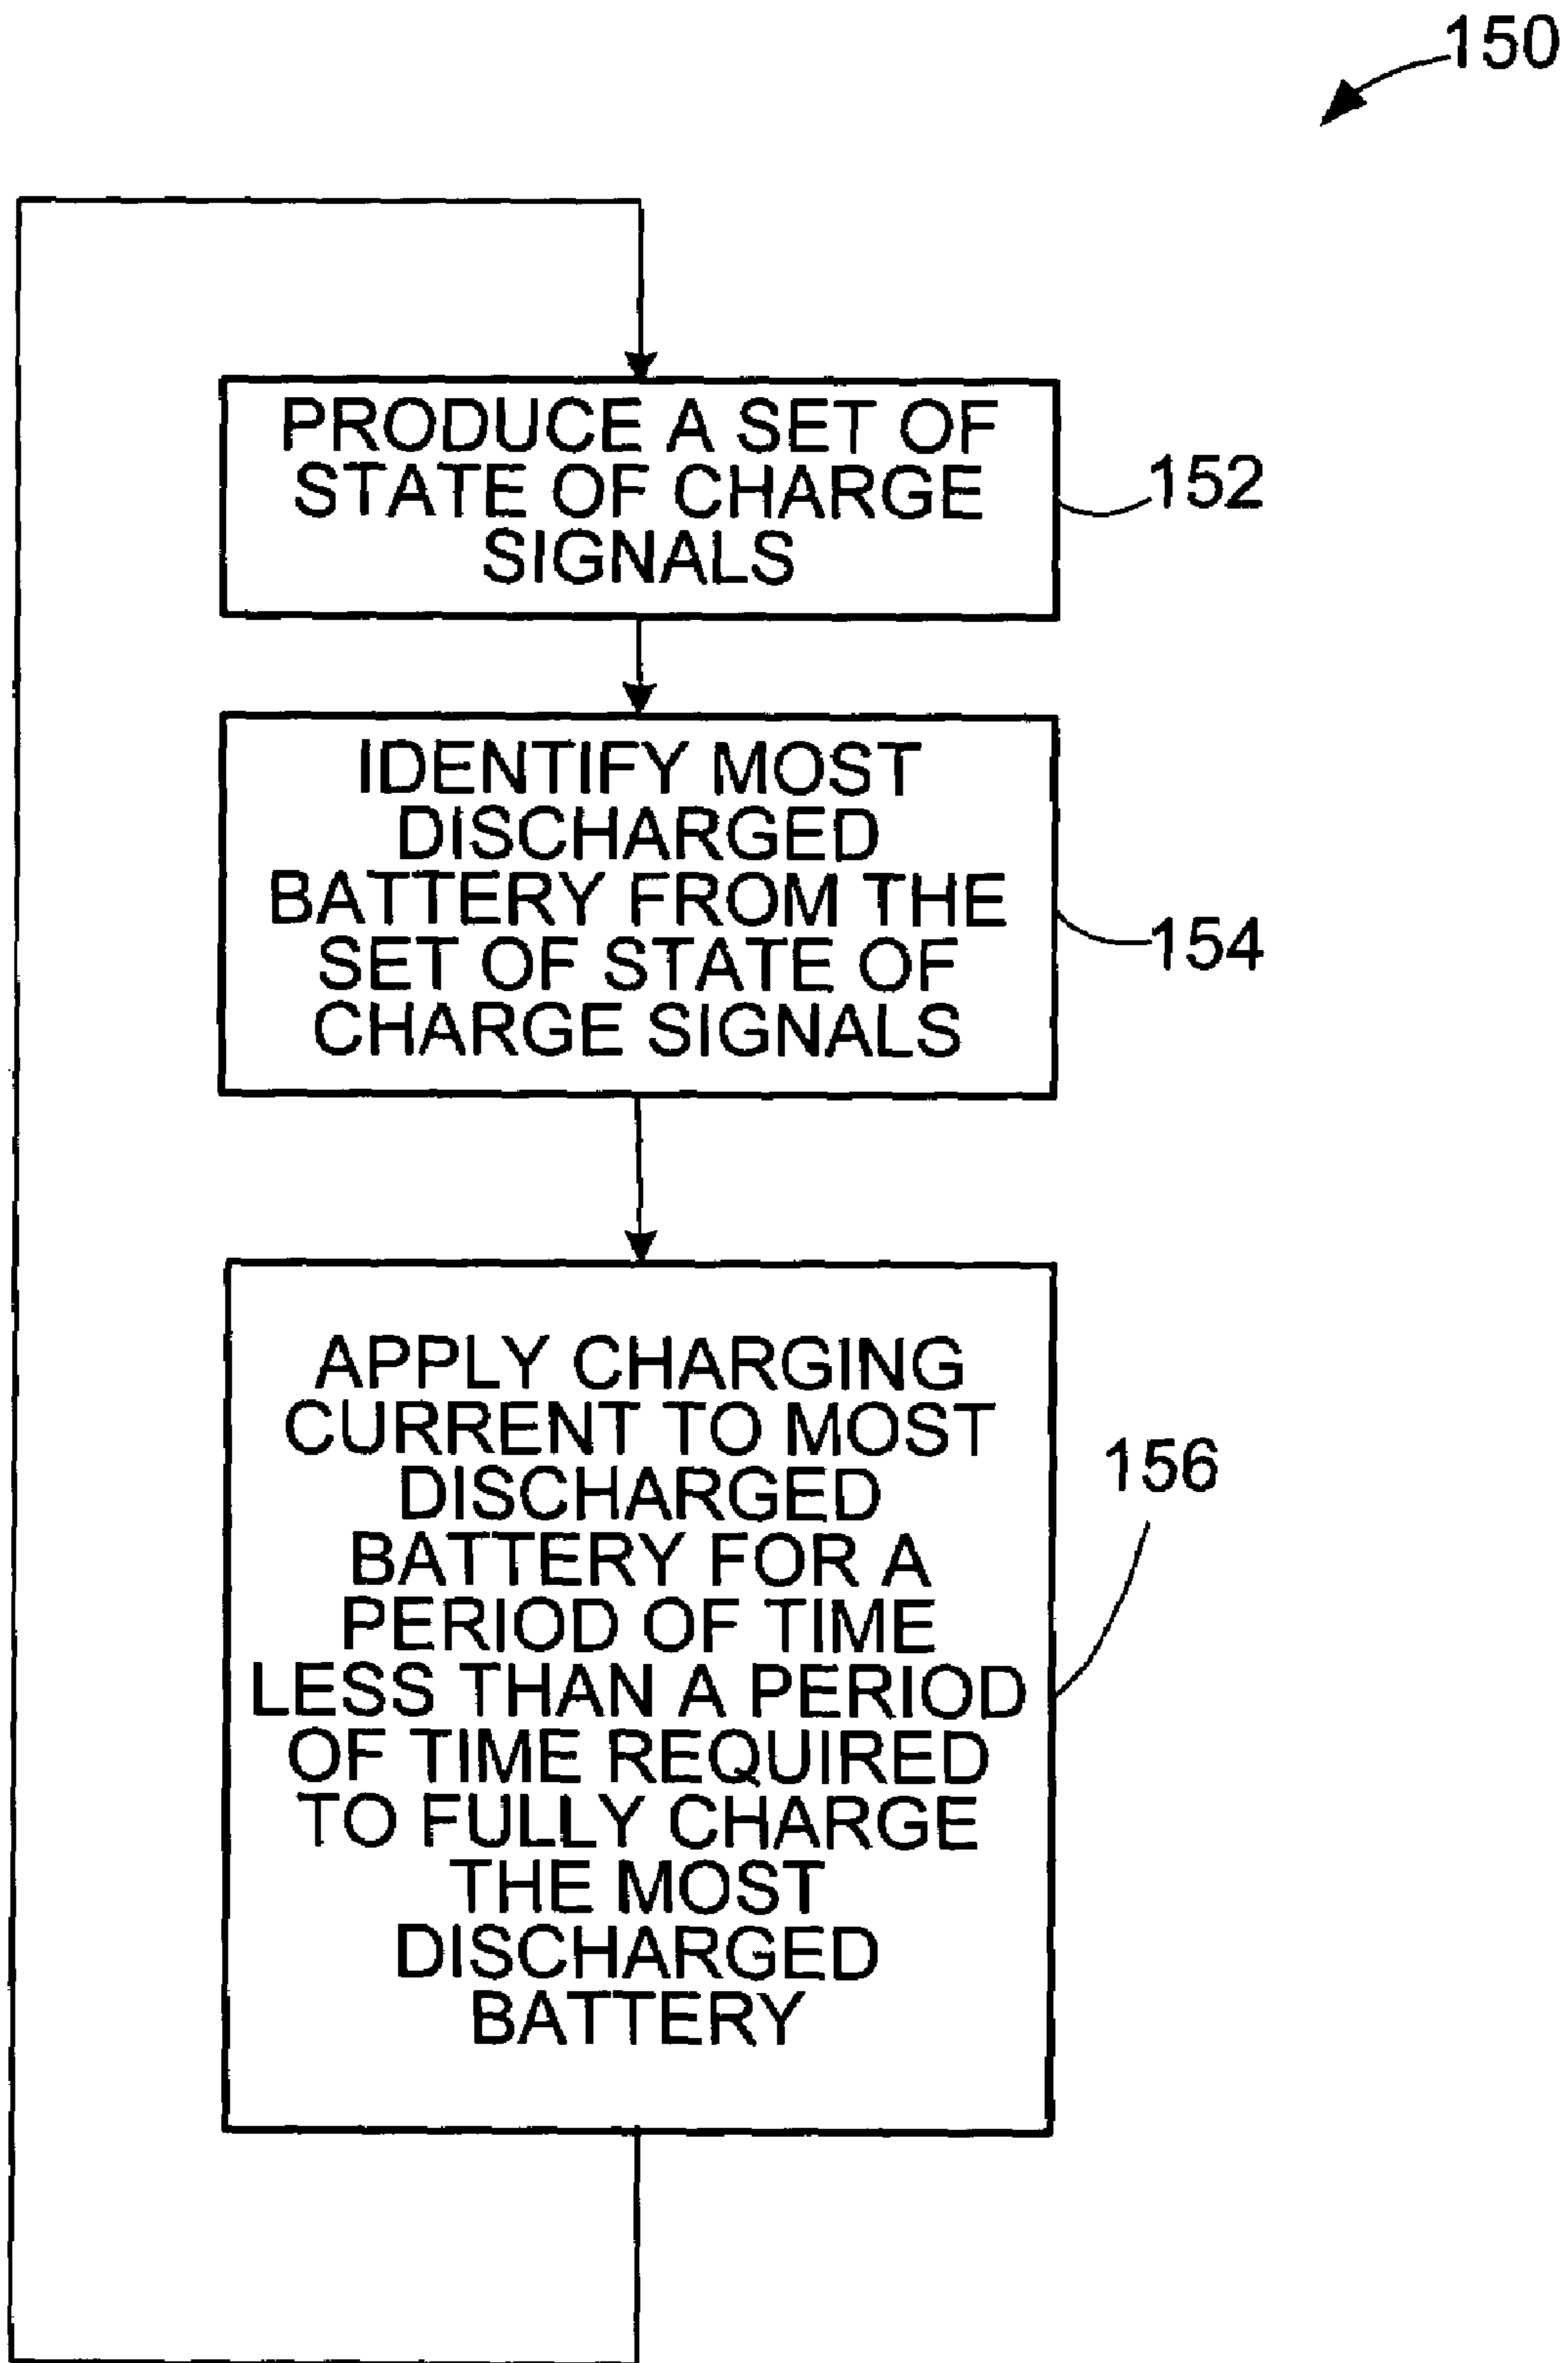 150
PRODUCE A SET OF
STATE OF CHARGE
SIGNALS
152
IDENTIFY MOST
DISCHARGED
BATTERY FROM THE
SET OF STATE OF
CHARGE SIGNALS
154
APPLY CHARGING
CURRENT TO MOST
DISCHARGED
BATTERY FOR A
PERIOD OF TIME
LESS THAN A PERIOD
OF TIME REQUIRED
TO FULLY CHARGE
THE MOST
DISCHARGED
BATTERY
156